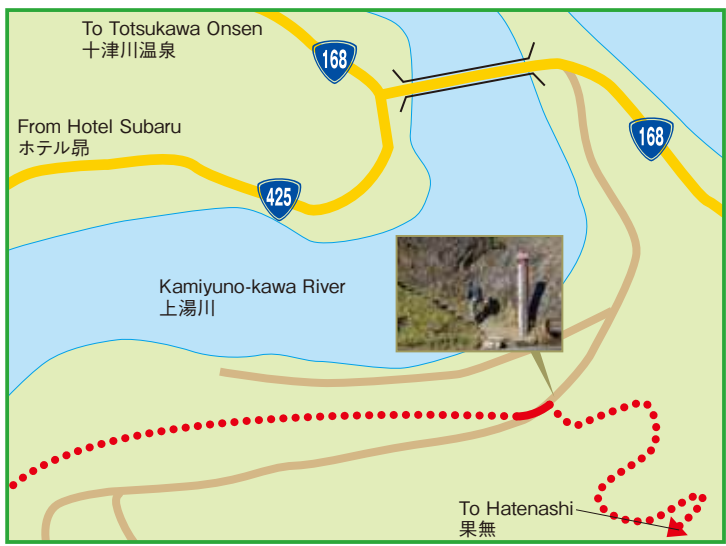 To Totsukawa Onsen
十津川温泉
168
From Hotel Subaru
ホテル昴
168
425
Kamiyuno-kawa River
上湯川
To Hatenashi
果無